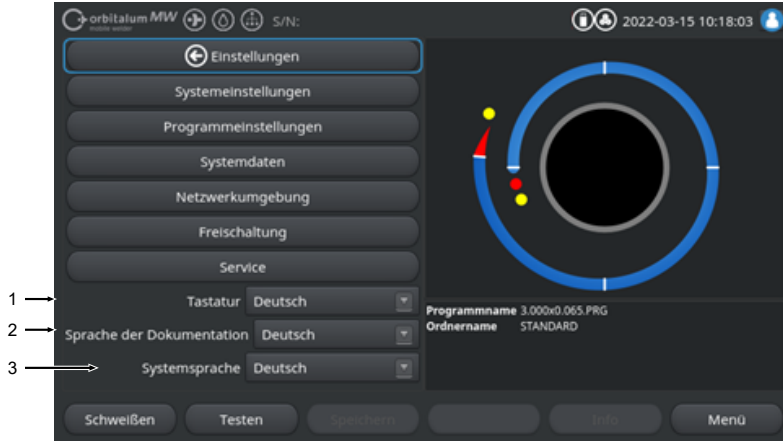 orbitalum MW S/N: 2022-03-15 10:18:03
mobile welder
Einstellungen
Systemeinstellungen
Programmeinstellungen
Systemdaten
Netzwerkumgebung
Freischaltung
Service
1 Tastatur Deutsch
2 Sprache der Dokumentation Deutsch
3 Systemsprache Deutsch
Programmname 3.000x0.065.PRG
Ordnername STANDARD
Schweißen Testen Speichern Info Menü